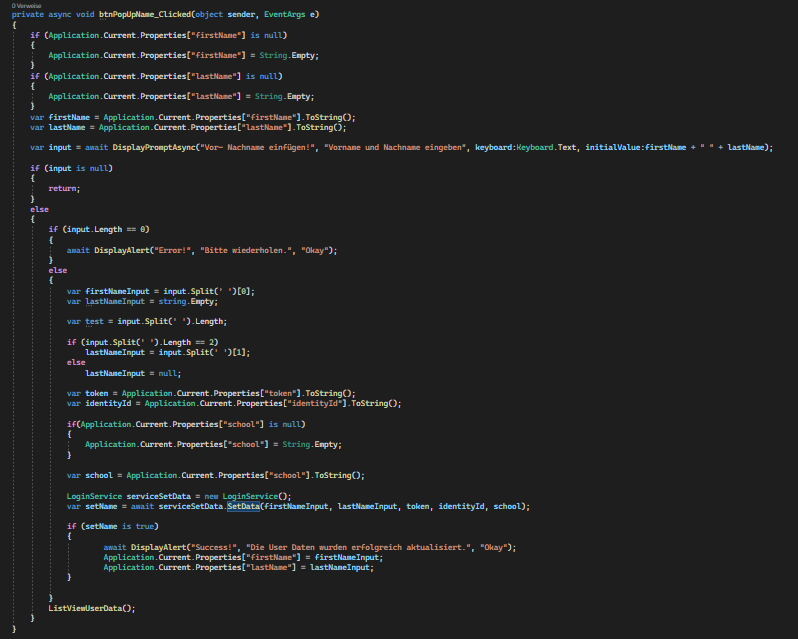 0 Verweise
private async void btnPopUpName_Clicked(object sender, EventArgs e)
{
if (Application.Current.Properties["firstName"] is null)
{
Application.Current.Properties["firstName"] = String.Empty;
}
if (Application.Current.Properties["lastName"] is null)
{
Application.Current.Properties["lastName"] = String.Empty;
}
var firstName = Application.Current.Properties["firstName"].ToString();
var lastName = Application.Current.Properties["lastName"].ToString();
var input = await DisplayPromptAsync("Vor- Nachname einfügen!", "Vorname und Nachname eingeben", keyboard:Keyboard.Text, initialValue:firstName + " " + lastName);
if (input is null)
{
return;
}
else
{
if (input.Length == 0)
{
await DisplayAlert("Error!", "Bitte wiederholen.", "Okay");
}
else
{
var firstNameInput = input.Split(' ')[0];
var lastNameInput = string.Empty;
var test = input.Split(' ').Length;
if (input.Split(' ').Length == 2)
lastNameInput = input.Split(' ')[1];
else
lastNameInput = null;
var token = Application.Current.Properties["token"].ToString();
var identityId = Application.Current.Properties["identityId"].ToString();
if(Application.Current.Properties["school"] is null)
{
Application.Current.Properties["school"] = String.Empty;
}
var school = Application.Current.Properties["school"].ToString();
LoginService serviceSetData = new LoginService();
var setName = await serviceSetData.SetData(firstNameInput, lastNameInput, token, identityId, school);
if (setName is true)
{
await DisplayAlert("Success!", "Die User Daten wurden erfolgreich aktualisiert.", "Okay");
Application.Current.Properties["firstName"] = firstNameInput;
Application.Current.Properties["lastName"] = lastNameInput;
}
}
ListViewUserData();
}
}